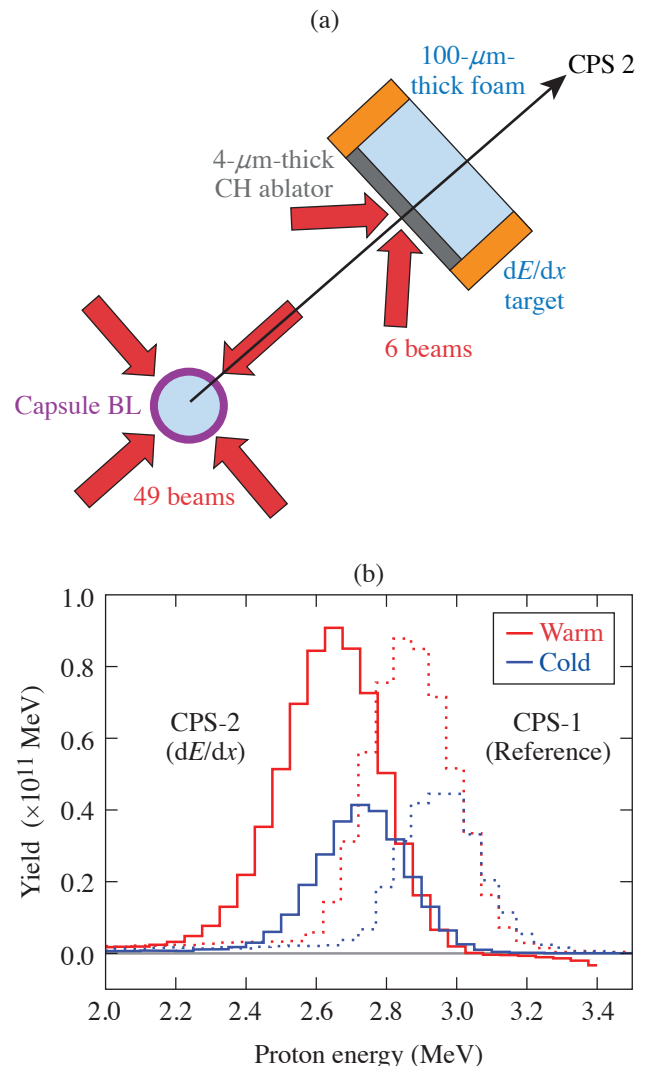 (a)
100-μm-
thick foam
CPS 2
4-μm-thick
CH ablator
dE/dx
target
6 beams
Capsule BL
49 beams
(b)
1.0
0.8
0.6
0.4
0.2
0.0
Yield (×10¹¹ MeV)
Warm
Cold
CPS-2
(dE/dx)
CPS-1
(Reference)
2.0 2.2 2.4 2.6 2.8 3.0 3.2 3.4
Proton energy (MeV)